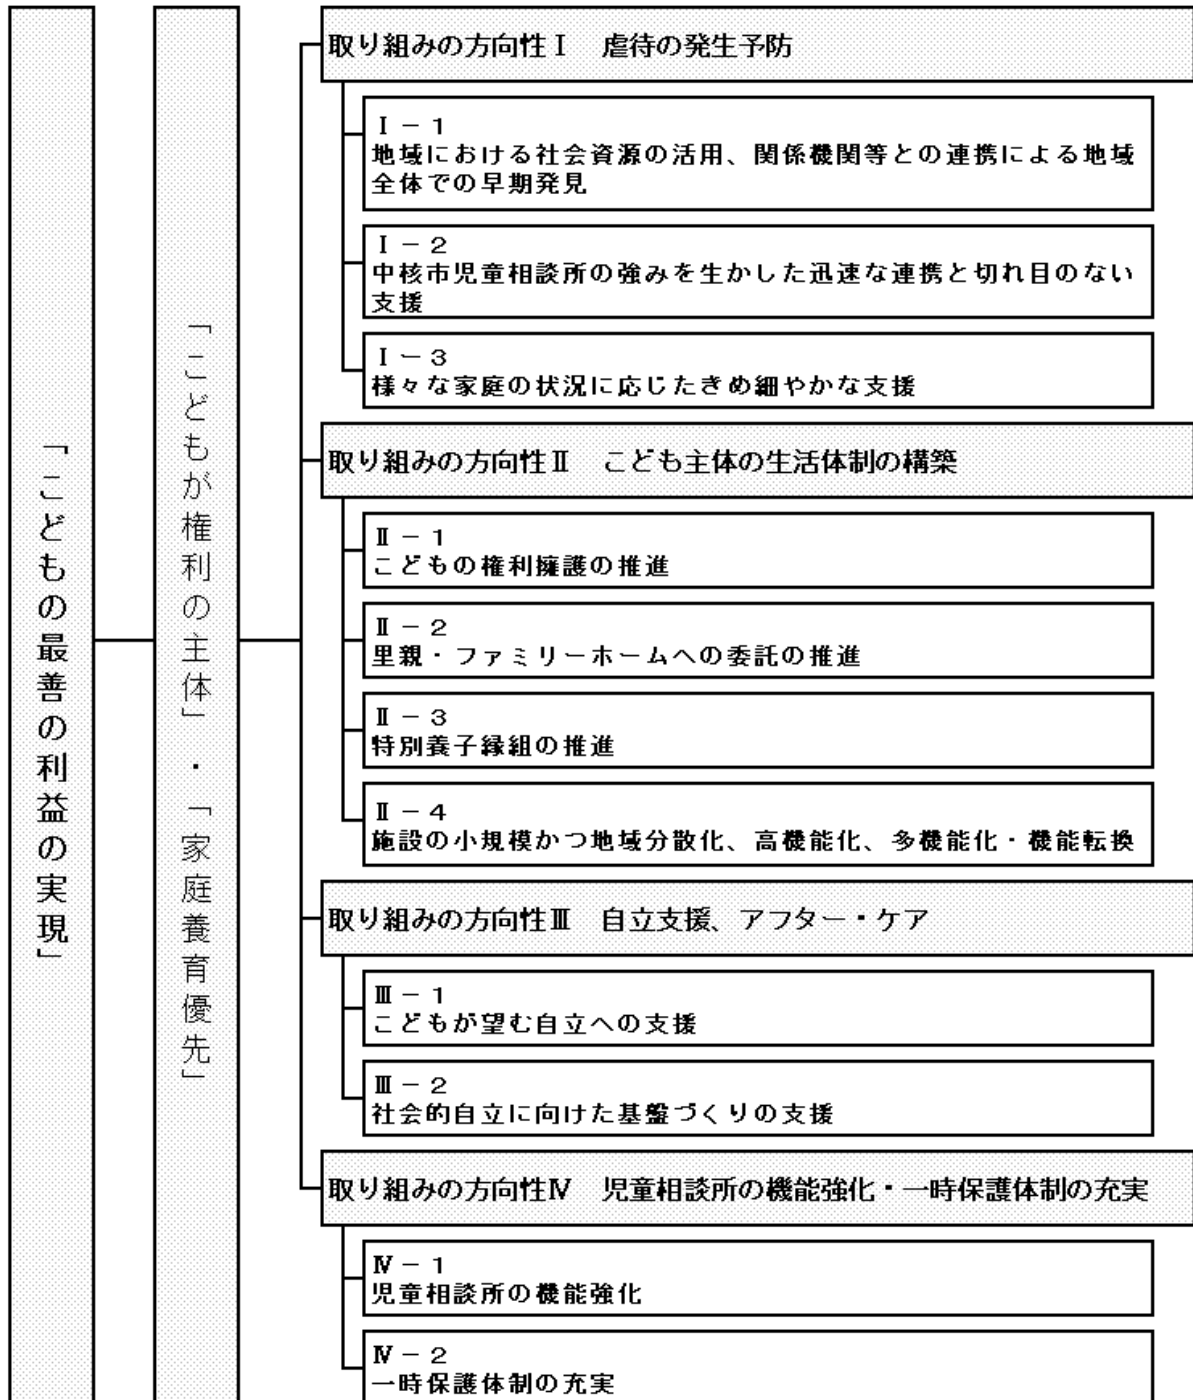 「こどもの最善の利益の実現」
「こどもが権利の主体」・「家庭養育優先」
取り組みの方向性Ⅰ　虐待の発生予防
Ⅰ－１
地域における社会資源の活用、関係機関等との連携による地域
全体での早期発見
Ⅰ－２
中核市児童相談所の強みを生かした迅速な連携と切れ目のない
支援
Ⅰ－３
様々な家庭の状況に応じたきめ細やかな支援
取り組みの方向性Ⅱ　こども主体の生活体制の構築
Ⅱ－１
こどもの権利擁護の推進
Ⅱ－２
里親・ファミリーホームへの委託の推進
Ⅱ－３
特別養子縁組の推進
Ⅱ－４
施設の小規模かつ地域分散化、高機能化、多機能化・機能転換
取り組みの方向性Ⅲ　自立支援、アフター・ケア
Ⅲ－１
こどもが望む自立への支援
Ⅲ－２
社会的自立に向けた基盤づくりの支援
取り組みの方向性Ⅳ　児童相談所の機能強化・一時保護体制の充実
Ⅳ－１
児童相談所の機能強化
Ⅳ－２
一時保護体制の充実